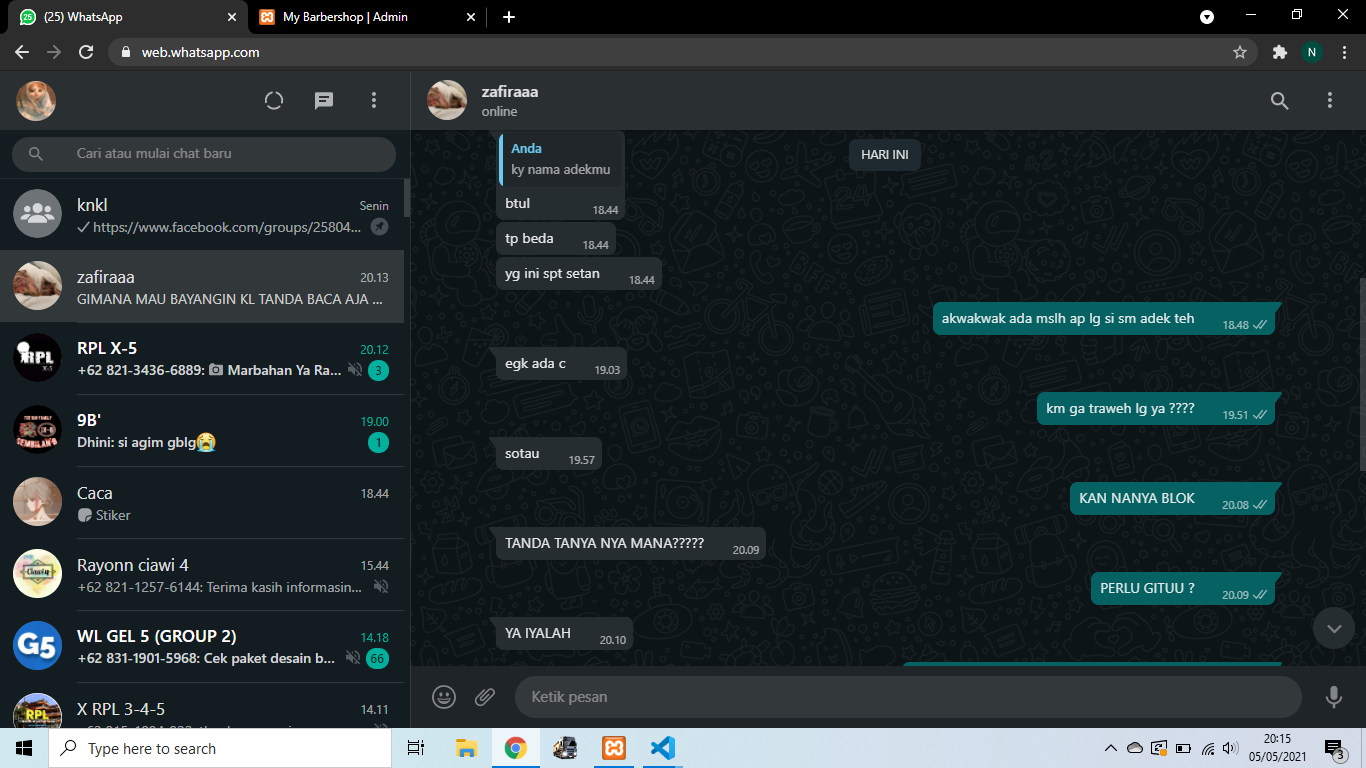 (25) WhatsApp
My Barbershop | Admin
web.whatsapp.com
N
Cari atau mulai chat baru
knkl
Senin
https://www.facebook.com/groups/25804...
zafiraaa
20.13
GIMANA MAU BAYANGIN KL TANDA BACA AJA ...
RPL X-5
20.12
+62 821-3436-6889: Marbahan Ya Ra...
3
9B'
19.00
Dhini: si agim gblg😭
1
Caca
18.44
Stiker
Rayonn ciawi 4
15.44
+62 821-1257-6144: Terima kasih informasin...
WL GEL 5 (GROUP 2)
14.18
+62 831-1901-5968: Cek paket desain b...
66
X RPL 3-4-5
14.11
zafiraaa
online
HARI INI
Anda
ky nama adekmu
btul
18.44
tp beda
18.44
yg ini spt setan
18.44
akwakwak ada mslh ap lg si sm adek teh
18.48
egk ada c
19.03
km ga traweh lg ya ????
19.51
sotau
19.57
KAN NANYA BLOK
20.08
TANDA TANYA NYA MANA?????
20.09
PERLU GITUU ?
20.09
YA IYALAH
20.10
Ketik pesan
Type here to search
20:15
05/05/2021
3